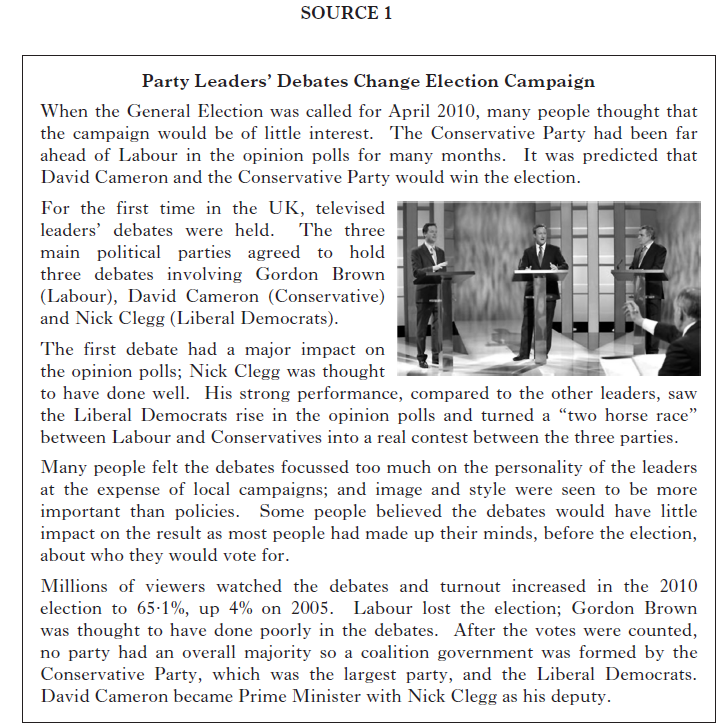 SOURCE 1
Party Leaders’ Debates Change Election Campaign
When the General Election was called for April 2010, many people thought that
the campaign would be of little interest. The Conservative Party had been far
ahead of Labour in the opinion polls for many months. It was predicted that
David Cameron and the Conservative Party would win the election.
For the first time in the UK, televised
leaders’ debates were held. The three
main political parties agreed to hold
three debates involving Gordon Brown
(Labour), David Cameron (Conservative)
and Nick Clegg (Liberal Democrats).
The first debate had a major impact on
the opinion polls; Nick Clegg was thought
to have done well. His strong performance, compared to the other leaders, saw
the Liberal Democrats rise in the opinion polls and turned a “two horse race”
between Labour and Conservatives into a real contest between the three parties.
Many people felt the debates focussed too much on the personality of the leaders
at the expense of local campaigns; and image and style were seen to be more
important than policies. Some people believed the debates would have little
impact on the result as most people had made up their minds, before the election,
about who they would vote for.
Millions of viewers watched the debates and turnout increased in the 2010
election to 65·1%, up 4% on 2005. Labour lost the election; Gordon Brown
was thought to have done poorly in the debates. After the votes were counted,
no party had an overall majority so a coalition government was formed by the
Conservative Party, which was the largest party, and the Liberal Democrats.
David Cameron became Prime Minister with Nick Clegg as his deputy.